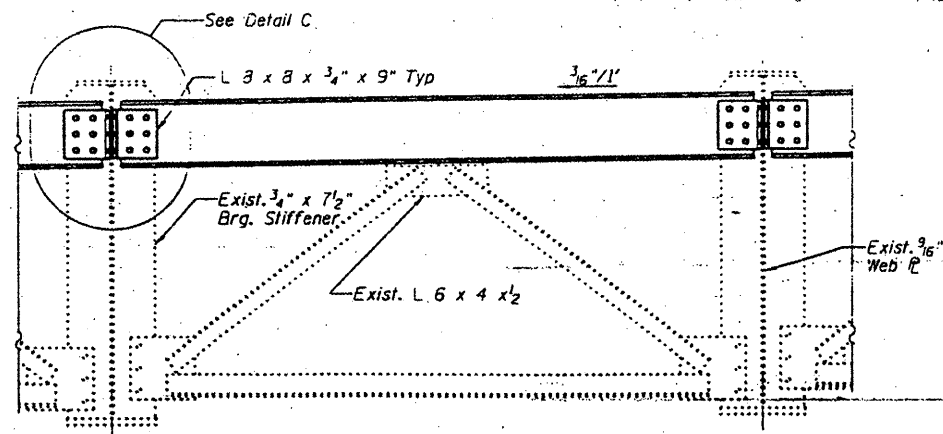 See Detail C
L 8 x 8 x 3/4" x 9" Typ
3/16"/1'
Exist. 3/4" x 7 1/2"
Brg. Stiffener
Exist. 9/16"
Web ℄
Exist. L 6 x 4 x 1/2